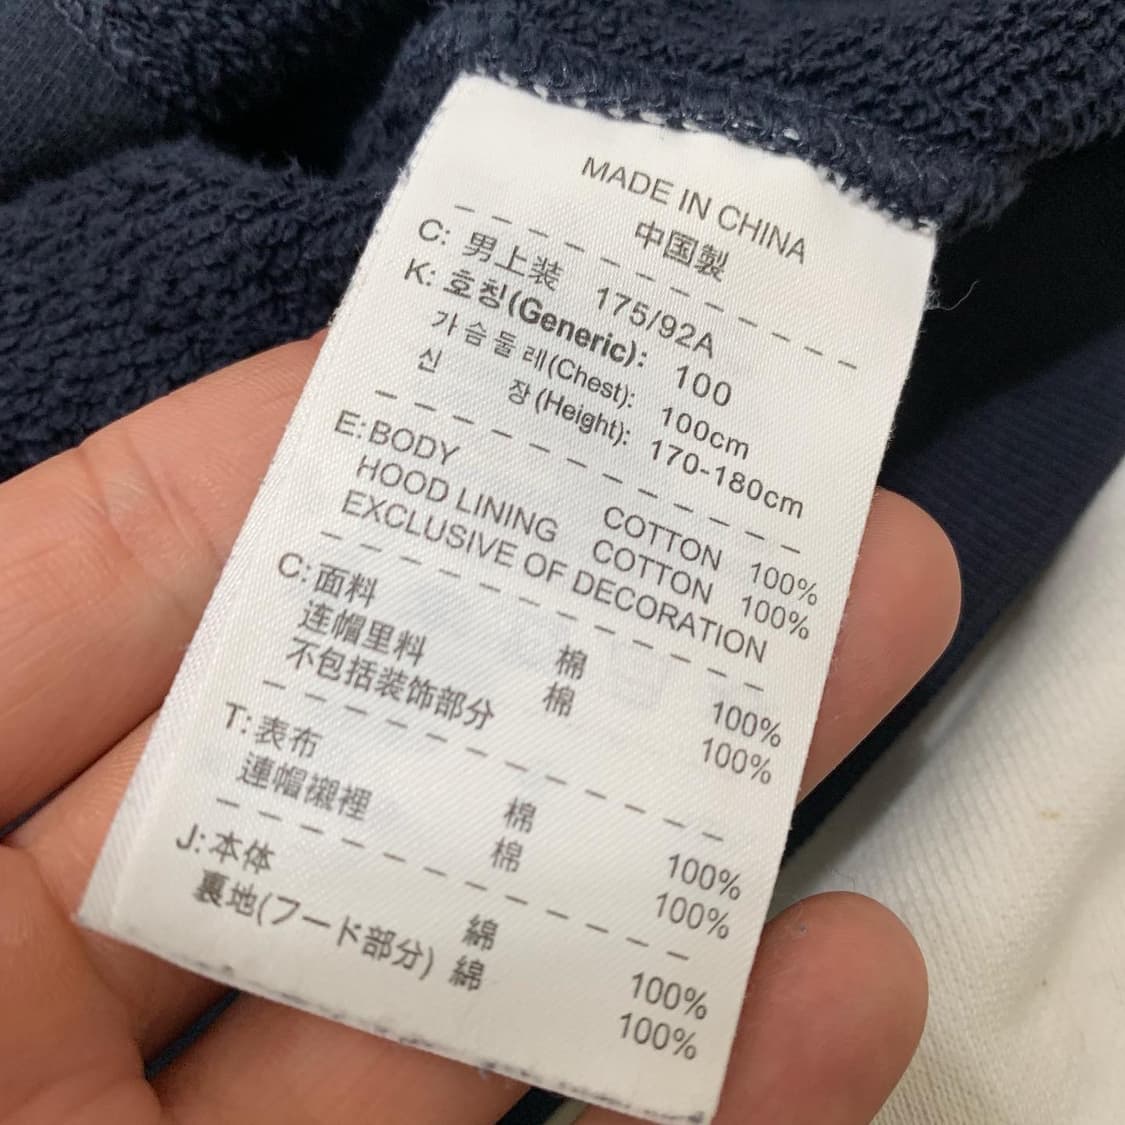 MADE IN CHINA
中国製
C: 男上装 175/92A
K: 호칭(Generic): 100
가슴둘레(Chest): 100cm
신 장(Height): 170-180cm
E: BODY COTTON 100%
HOOD LINING COTTON 100%
EXCLUSIVE OF DECORATION
C: 面料 棉 100%
连帽里料 棉 100%
不包括装饰部分
T: 表布 棉 100%
連帽襯裡 棉 100%
J: 本体 綿 100%
裏地(フード部分) 綿 100%